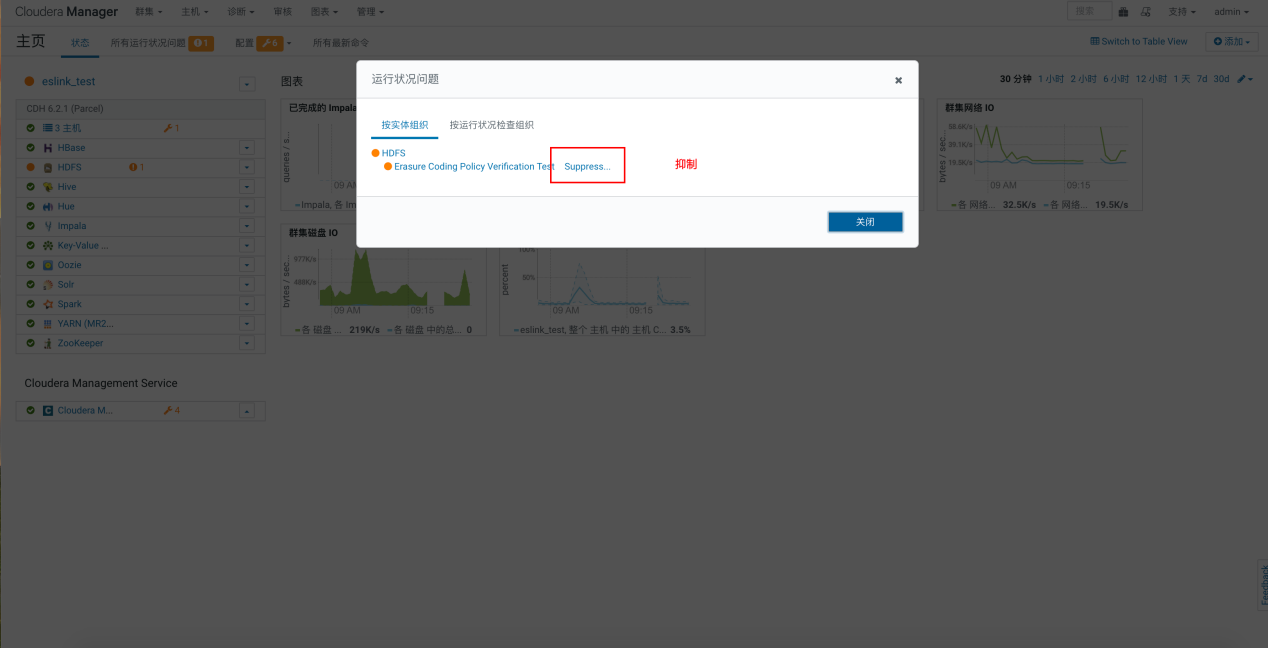 Cloudera Manager 群集 主机 诊断 审核 图表 管理 搜索 支持 admin
主页 状态 所有运行状况问题 1 配置 6 所有最新命令 Switch to Table View 添加
eslink_test
CDH 6.2.1 (Parcel)
3 主机 1
HBase
HDFS 1
Hive
Hue
Impala
Key-Value ...
Oozie
Solr
Spark
YARN (MR2...
ZooKeeper
Cloudera Management Service
Cloudera M... 4
图表
30 分钟 1 小时 2 小时 6 小时 12 小时 1 天 7d 30d
已完成的 Impala
queries / s...
09 AM
Impala, 各 Im
运行状况问题
按实体组织 按运行状况检查组织
HDFS
Erasure Coding Policy Verification Test Suppress...
抑制
关闭
群集网络 IO
bytes / sec...
58.6K/s
39.1K/s
19.5K/s
09 AM 09:15
各 网络... 32.5K/s 各 网络... 19.5K/s
群集磁盘 IO
bytes / sec...
977K/s
488K/s
09 AM 09:15
各 磁盘 ... 219K/s 各 磁盘 中的总... 0
percent
100%
50%
09 AM 09:15
eslink_test, 整个 主机 中的 主机 C... 3.5%
Feedback